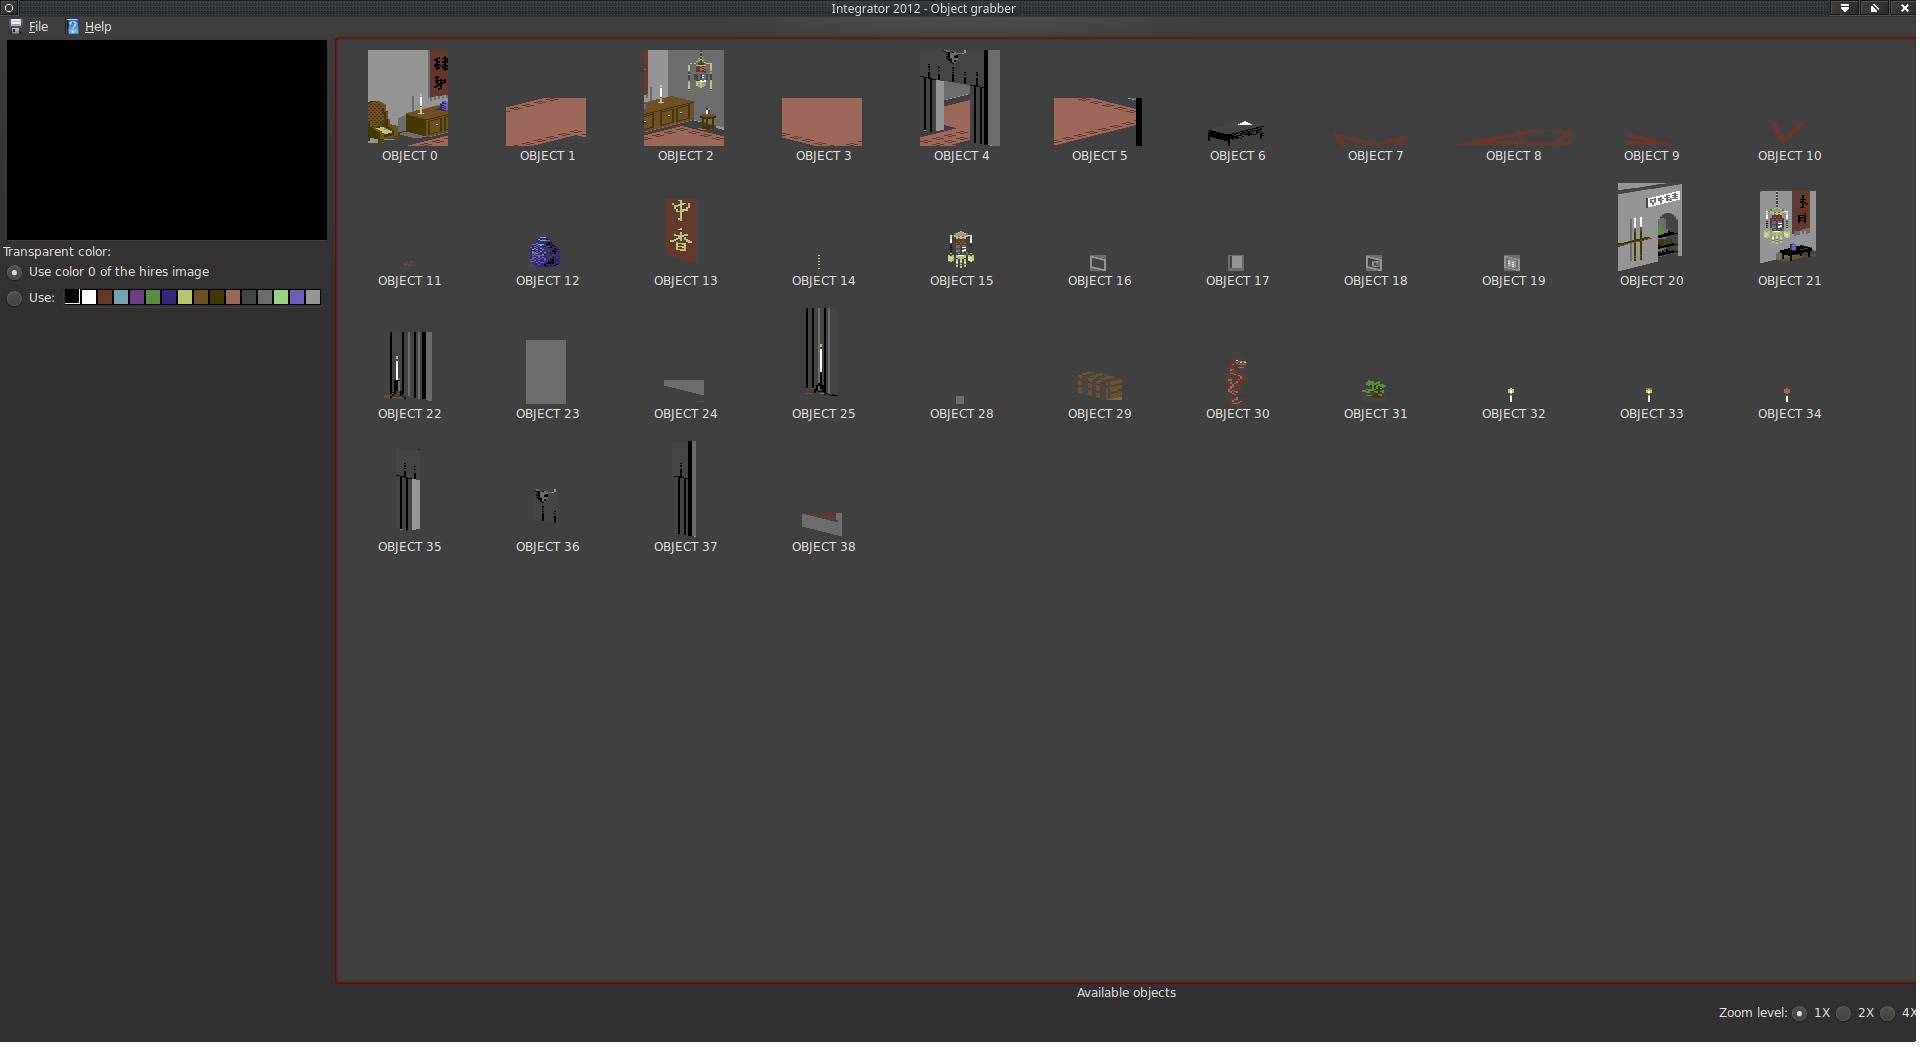 Integrator 2012 - Object grabber
File Help
Transparent color:
Use color 0 of the hires image
Use:
OBJECT 0 OBJECT 1 OBJECT 2 OBJECT 3 OBJECT 4 OBJECT 5 OBJECT 6 OBJECT 7 OBJECT 8 OBJECT 9 OBJECT 10
中
香
OBJECT 11 OBJECT 12 OBJECT 13 OBJECT 14 OBJECT 15 OBJECT 16 OBJECT 17 OBJECT 18 OBJECT 19 OBJECT 20 OBJECT 21
OBJECT 22 OBJECT 23 OBJECT 24 OBJECT 25 OBJECT 28 OBJECT 29 OBJECT 30 OBJECT 31 OBJECT 32 OBJECT 33 OBJECT 34
OBJECT 35 OBJECT 36 OBJECT 37 OBJECT 38
Available objects
Zoom level: 1X 2X 4X